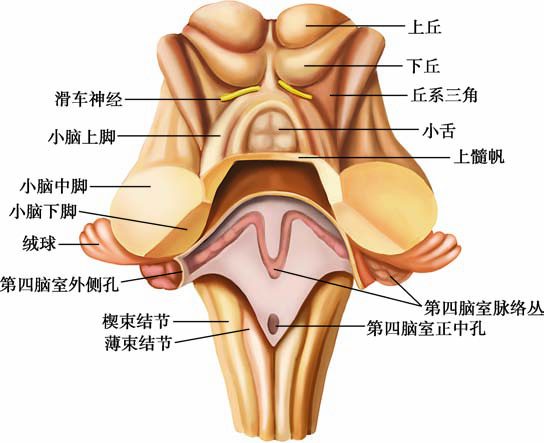 上丘
下丘
滑车神经
丘系三角
小脑上脚
小舌
上髓帆
小脑中脚
小脑下脚
绒球
第四脑室外侧孔
第四脑室脉络丛
楔束结节
第四脑室正中孔
薄束结节